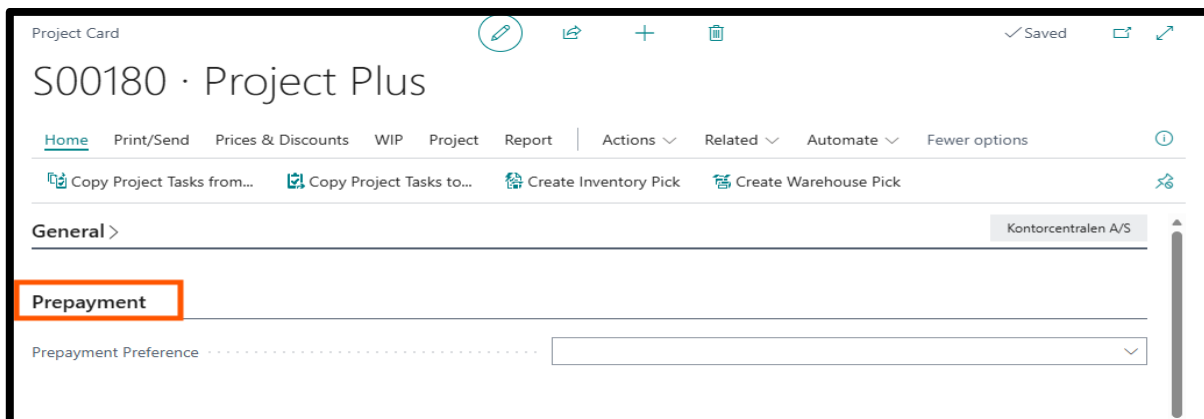 Project Card
Saved
S00180 · Project Plus
Home Print/Send Prices & Discounts WIP Project Report Actions Related Automate Fewer options
Copy Project Tasks from... Copy Project Tasks to... Create Inventory Pick Create Warehouse Pick
General
Kontorcentralen A/S
Prepayment
Prepayment Preference